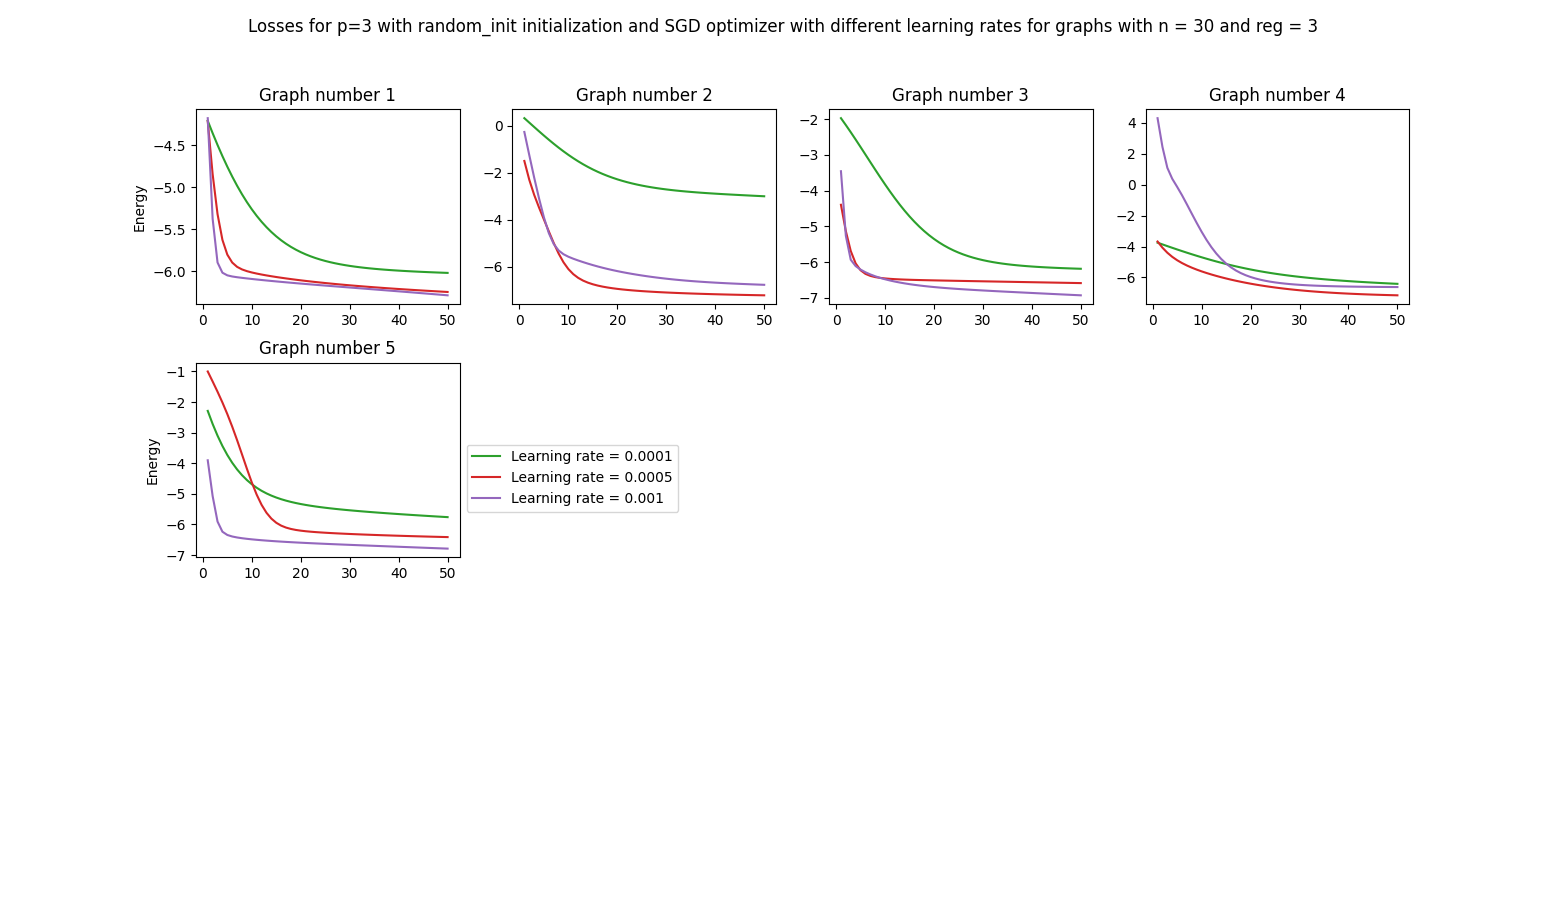 Losses for p=3 with random_init initialization and SGD optimizer with different learning rates for graphs with n = 30 and reg = 3
Graph number 1
Graph number 2
Graph number 3
Graph number 4
Energy
−4.5
−5.0
−5.5
−6.0
0 10 20 30 40 50
0
−2
−4
−6
0 10 20 30 40 50
−2
−3
−4
−5
−6
−7
0 10 20 30 40 50
4
2
0
−2
−4
−6
0 10 20 30 40 50
Graph number 5
Energy
−1
−2
−3
−4
−5
−6
−7
0 10 20 30 40 50
Learning rate = 0.0001
Learning rate = 0.0005
Learning rate = 0.001